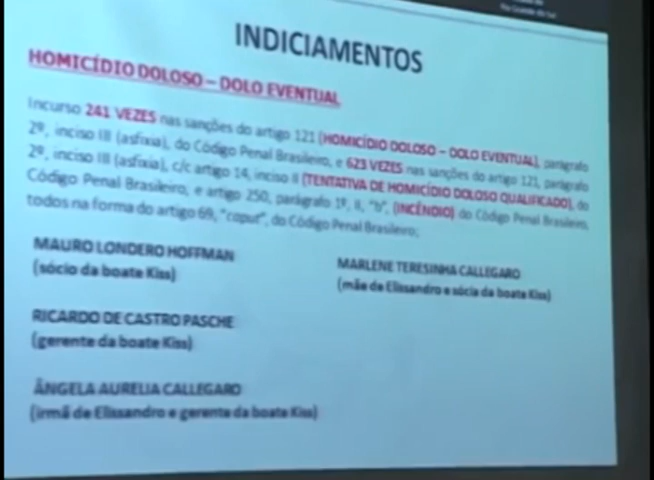 INDICIAMENTOS
HOMICÍDIO DOLOSO – DOLO EVENTUAL
Incurso 241 VEZES nas sanções do artigo 121 (HOMICÍDIO DOLOSO – DOLO EVENTUAL), parágrafo
2º, inciso III (asfixia), do Código Penal Brasileiro, e 623 VEZES nas sanções do artigo 121, parágrafo
2º, inciso III (asfixia), c/c artigo 14, inciso II (TENTATIVA DE HOMICÍDIO DOLOSO QUALIFICADO), do
Código Penal Brasileiro, e artigo 250, parágrafo 1º, II, "b", (INCÊNDIO) do Código Penal Brasileiro,
todos na forma do artigo 69, "caput", do Código Penal Brasileiro;
MAURO LONDERO HOFFMAN
(sócio da boate Kiss)
MARLENE TERESINHA CALLEGARO
(mãe de Elissandro e sócia da boate Kiss)
RICARDO DE CASTRO PASCHE
(gerente da boate Kiss)
ÂNGELA AURELIA CALLEGARO
(irmã de Elissandro e gerente da boate Kiss)